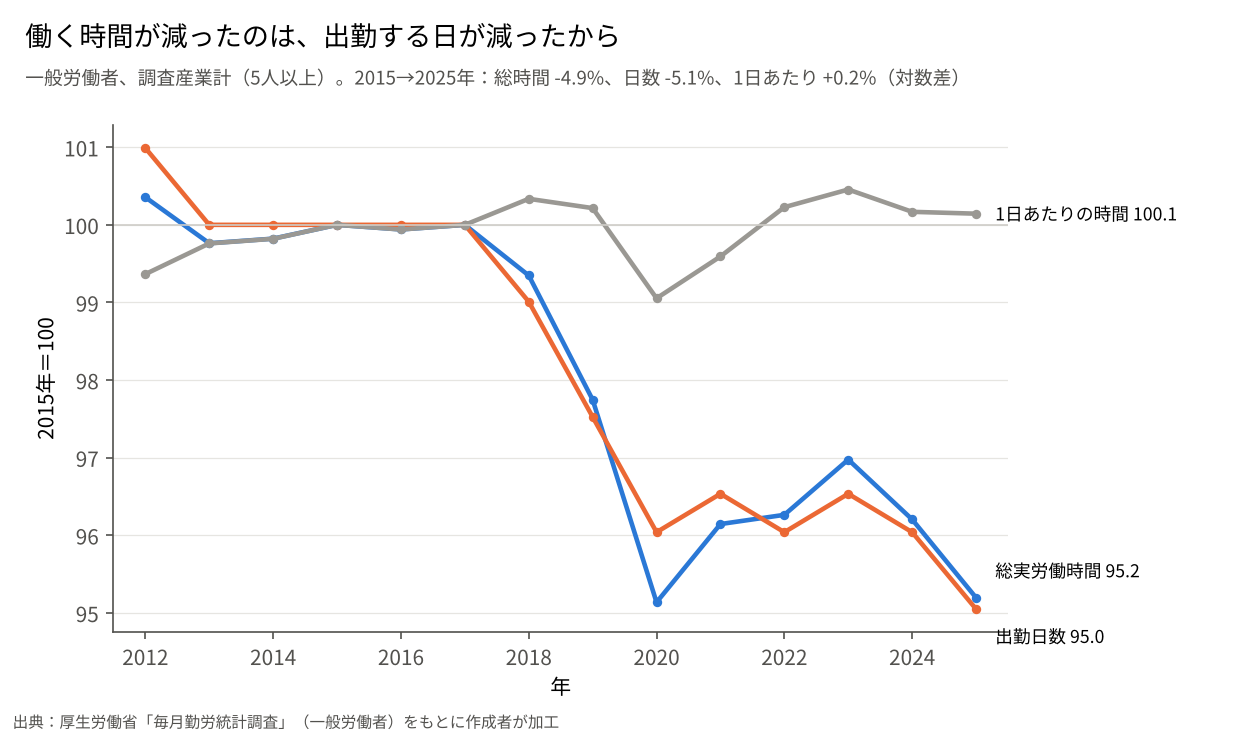 働く時間が減ったのは、出勤する日が減ったから
一般労働者、調査産業計（5人以上）。2015→2025年：総時間 -4.9%、日数 -5.1%、1日あたり +0.2%（対数差）
101
100
99
98
97
96
95
2015年＝100
1日あたりの時間 100.1
総実労働時間 95.2
出勤日数 95.0
2012 2014 2016 2018 2020 2022 2024
年
出典：厚生労働省「毎月勤労統計調査」（一般労働者）をもとに作成者が加工